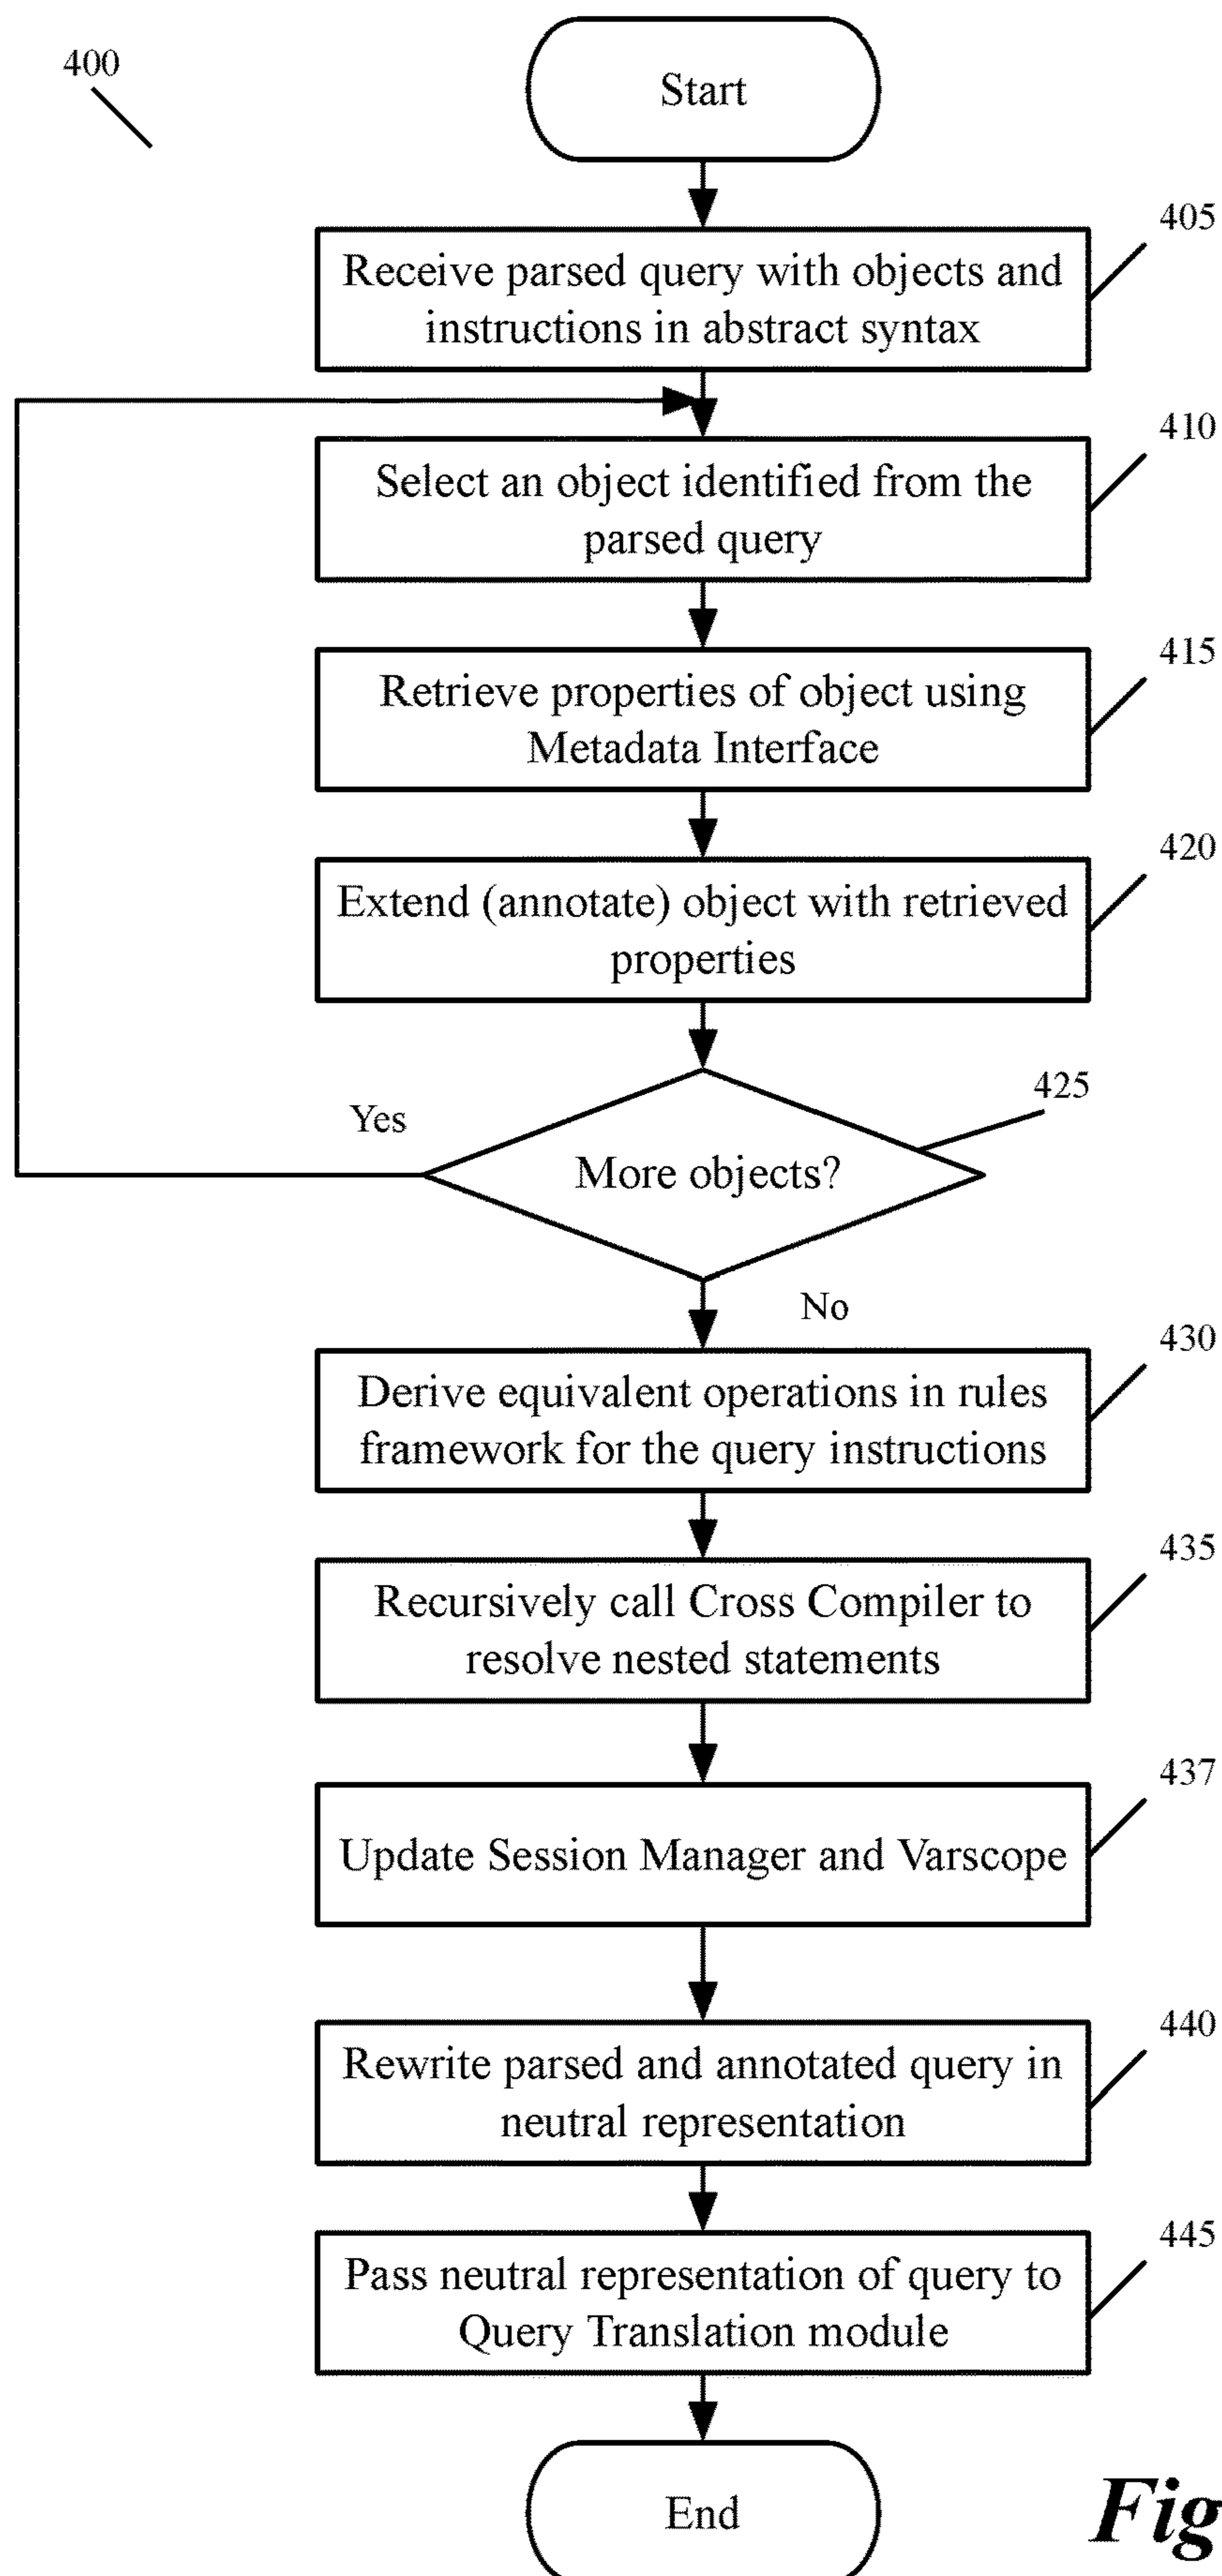 400
Start
405
Receive parsed query with objects and
instructions in abstract syntax
410
Select an object identified from the
parsed query
415
Retrieve properties of object using
Metadata Interface
420
Extend (annotate) object with retrieved
properties
425
Yes
More objects?
No
430
Derive equivalent operations in rules
framework for the query instructions
435
Recursively call Cross Compiler to
resolve nested statements
437
Update Session Manager and Varscope
440
Rewrite parsed and annotated query in
neutral representation
445
Pass neutral representation of query to
Query Translation module
End
Fig